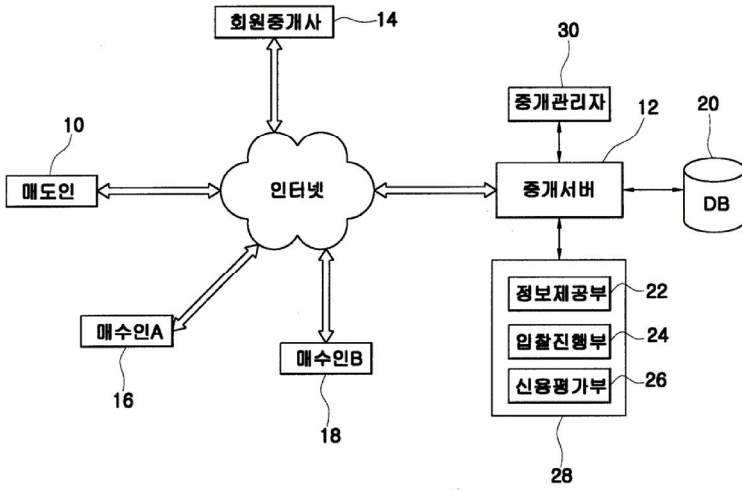 회원중개사
14
30
중개관리자
12
20
10
매도인
인터넷
중개서버
DB
정보제공부
22
매수인A
입찰진행부
24
매수인B
신용평가부
26
16
18
28